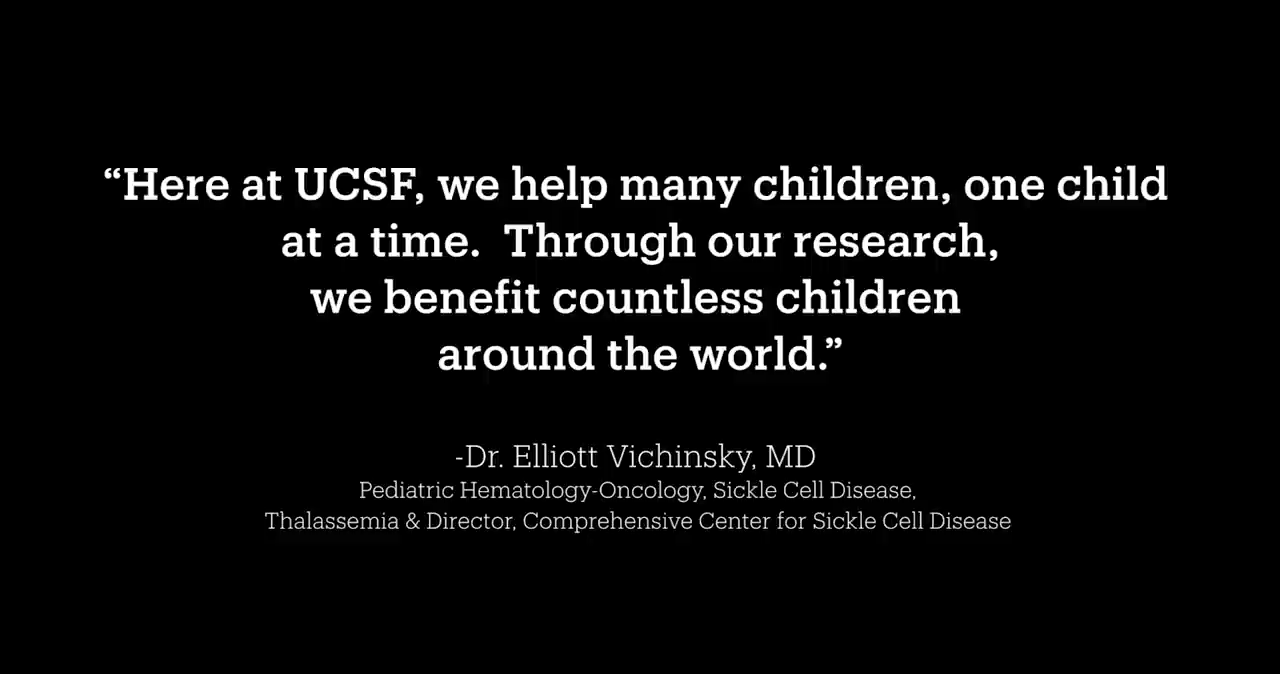 “Here at UCSF, we help many children, one child
at a time.  Through our research,
we benefit countless children
around the world.”
-Dr. Elliott Vichinsky, MD
Pediatric Hematology-Oncology, Sickle Cell Disease,
Thalassemia & Director, Comprehensive Center for Sickle Cell Disease